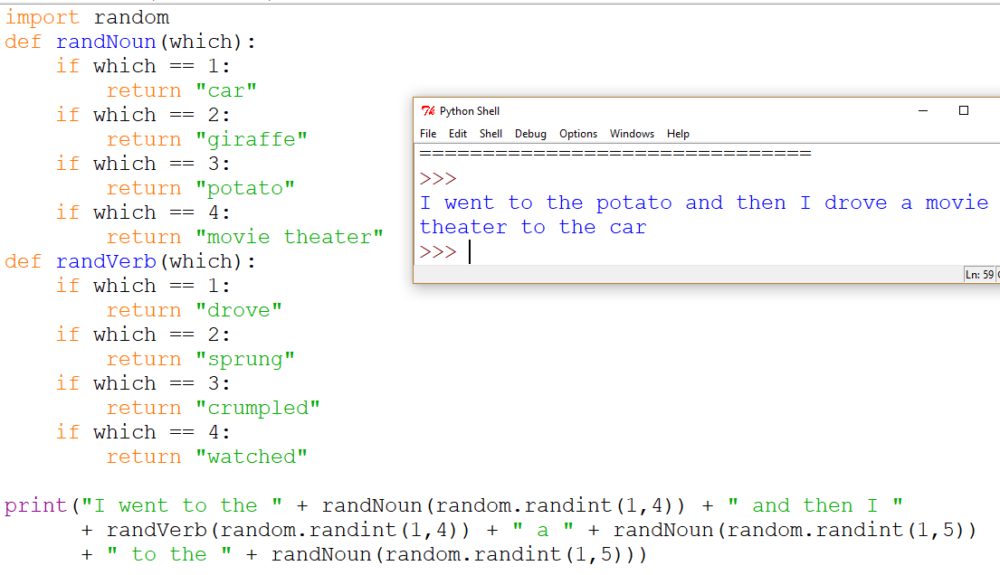 import random
def randNoun(which):
    if which == 1:
        return "car"
    if which == 2:
        return "giraffe"
    if which == 3:
        return "potato"
    if which == 4:
        return "movie theater"
def randVerb(which):
    if which == 1:
        return "drove"
    if which == 2:
        return "sprung"
    if which == 3:
        return "crumpled"
    if which == 4:
        return "watched"
print("I went to the " + randNoun(random.randint(1,4)) + " and then I "
      + randVerb(random.randint(1,4)) + " a " + randNoun(random.randint(1,5))
      + " to the " + randNoun(random.randint(1,5)))
Python Shell
File Edit Shell Debug Options Windows Help
===============================
>>>
I went to the potato and then I drove a movie
theater to the car
>>>
Ln: 59